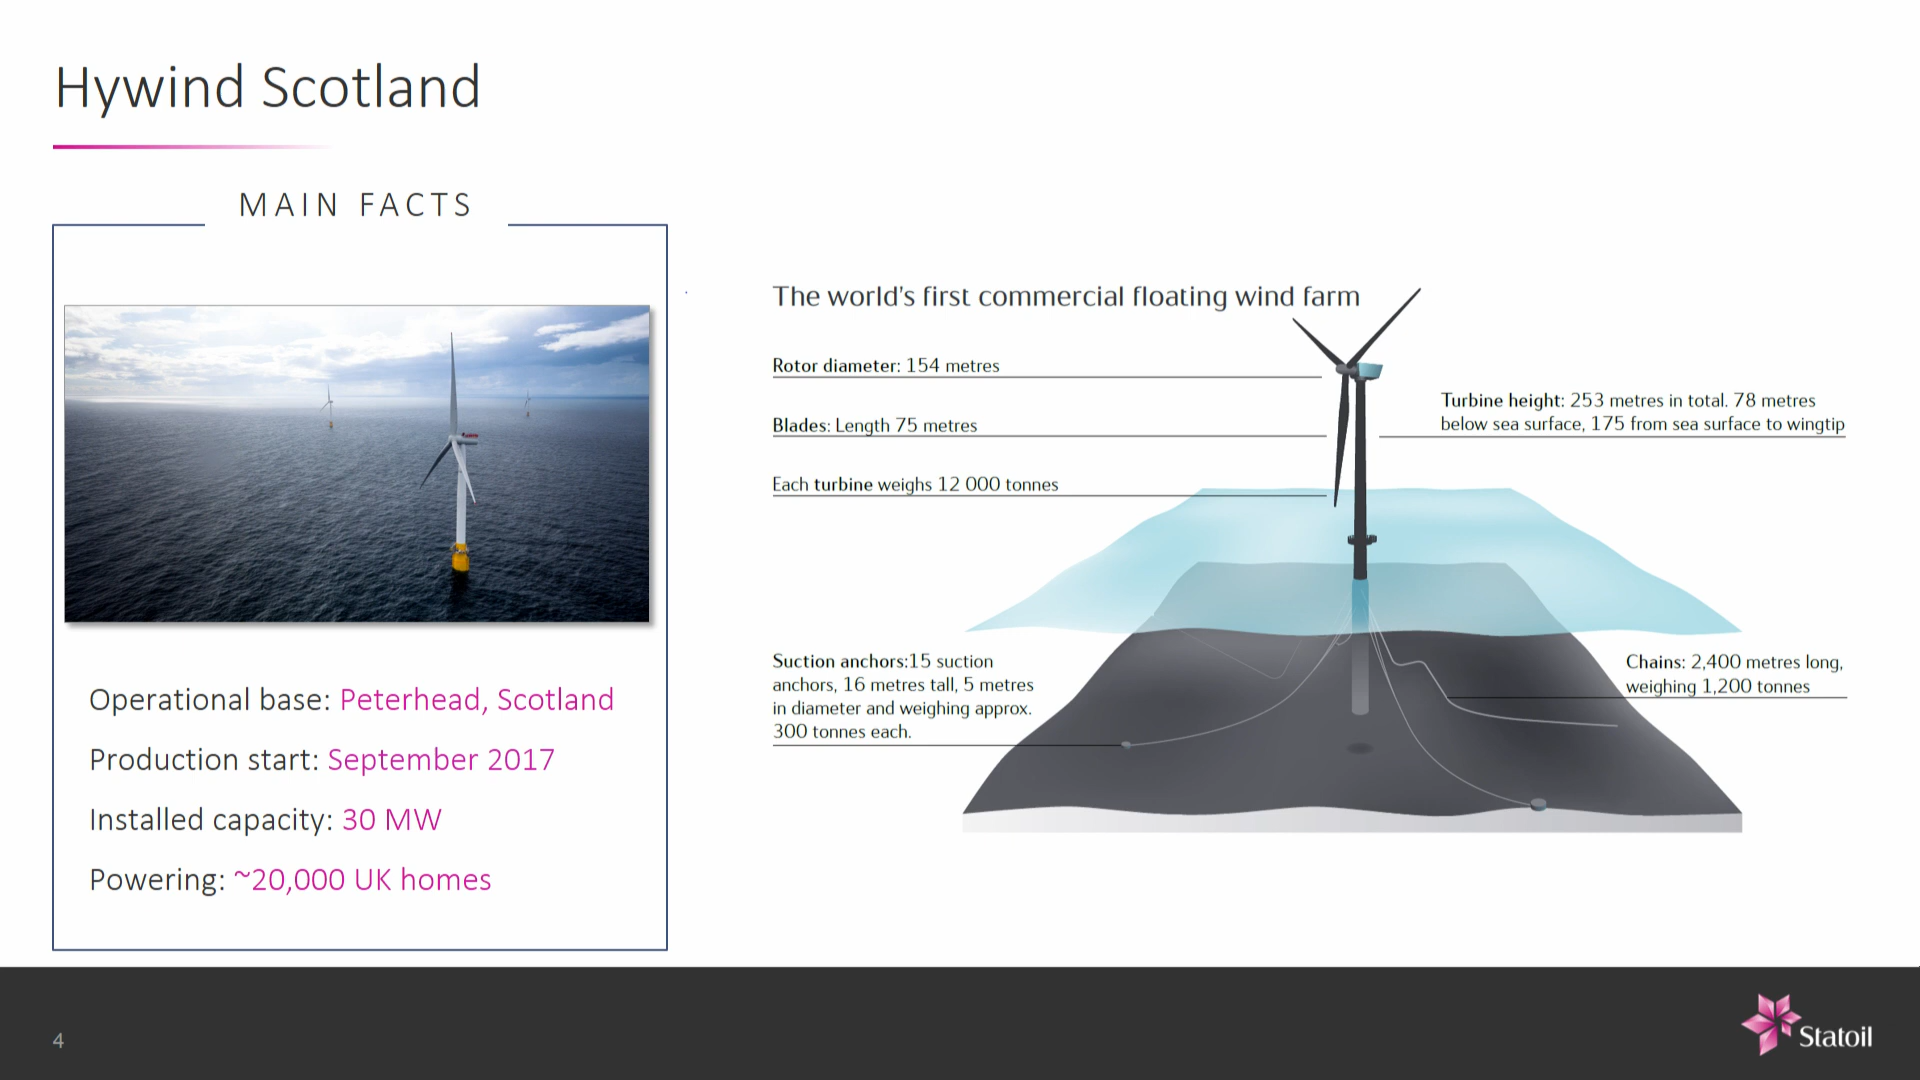 Hywind Scotland
MAIN FACTS
Operational base: Peterhead, Scotland
Production start: September 2017
Installed capacity: 30 MW
Powering: ~20,000 UK homes
The world's first commercial floating wind farm
Rotor diameter: 154 metres
Blades: Length 75 metres
Each turbine weighs 12 000 tonnes
Turbine height: 253 metres in total. 78 metres
below sea surface, 175 from sea surface to wingtip
Suction anchors:15 suction
anchors, 16 metres tall, 5 metres
in diameter and weighing approx.
300 tonnes each.
Chains: 2,400 metres long,
weighing 1,200 tonnes
4
Statoil